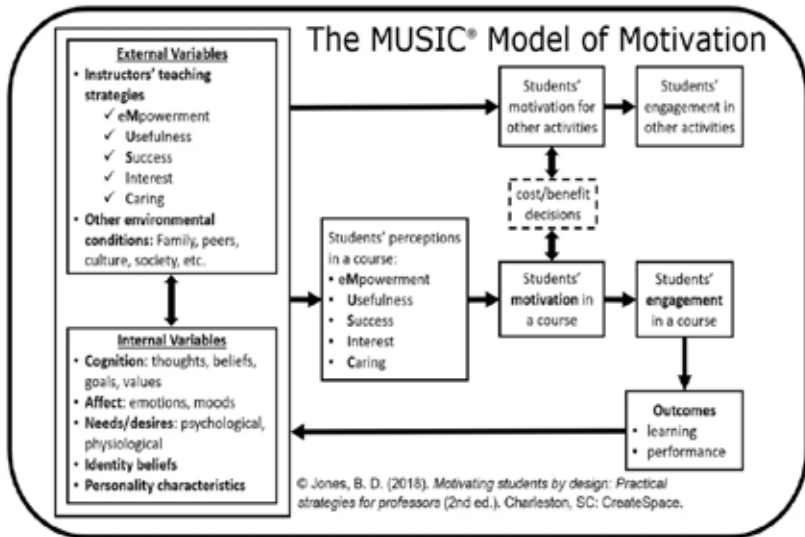 The MUSIC® Model of Motivation
External Variables
• Instructors' teaching
strategies
✓ eMpowerment
✓ Usefulness
✓ Success
✓ Interest
✓ Caring
• Other environmental
conditions: Family, peers,
culture, society, etc.
Internal Variables
• Cognition: thoughts, beliefs,
goals, values
• Affect: emotions, moods
• Needs/desires: psychological,
physiological
• Identity beliefs
• Personality characteristics
Students' perceptions
in a course:
• eMpowerment
• Usefulness
• Success
• Interest
• Caring
Students'
motivation for
other activities
Students'
engagement in
other activities
cost/benefit
decisions
Students'
motivation in
a course
Students'
engagement
in a course
Outcomes
• learning
• performance
© Jones, B. D. (2018). Motivating students by design: Practical
strategies for professors (2nd ed.). Charleston, SC: CreateSpace.